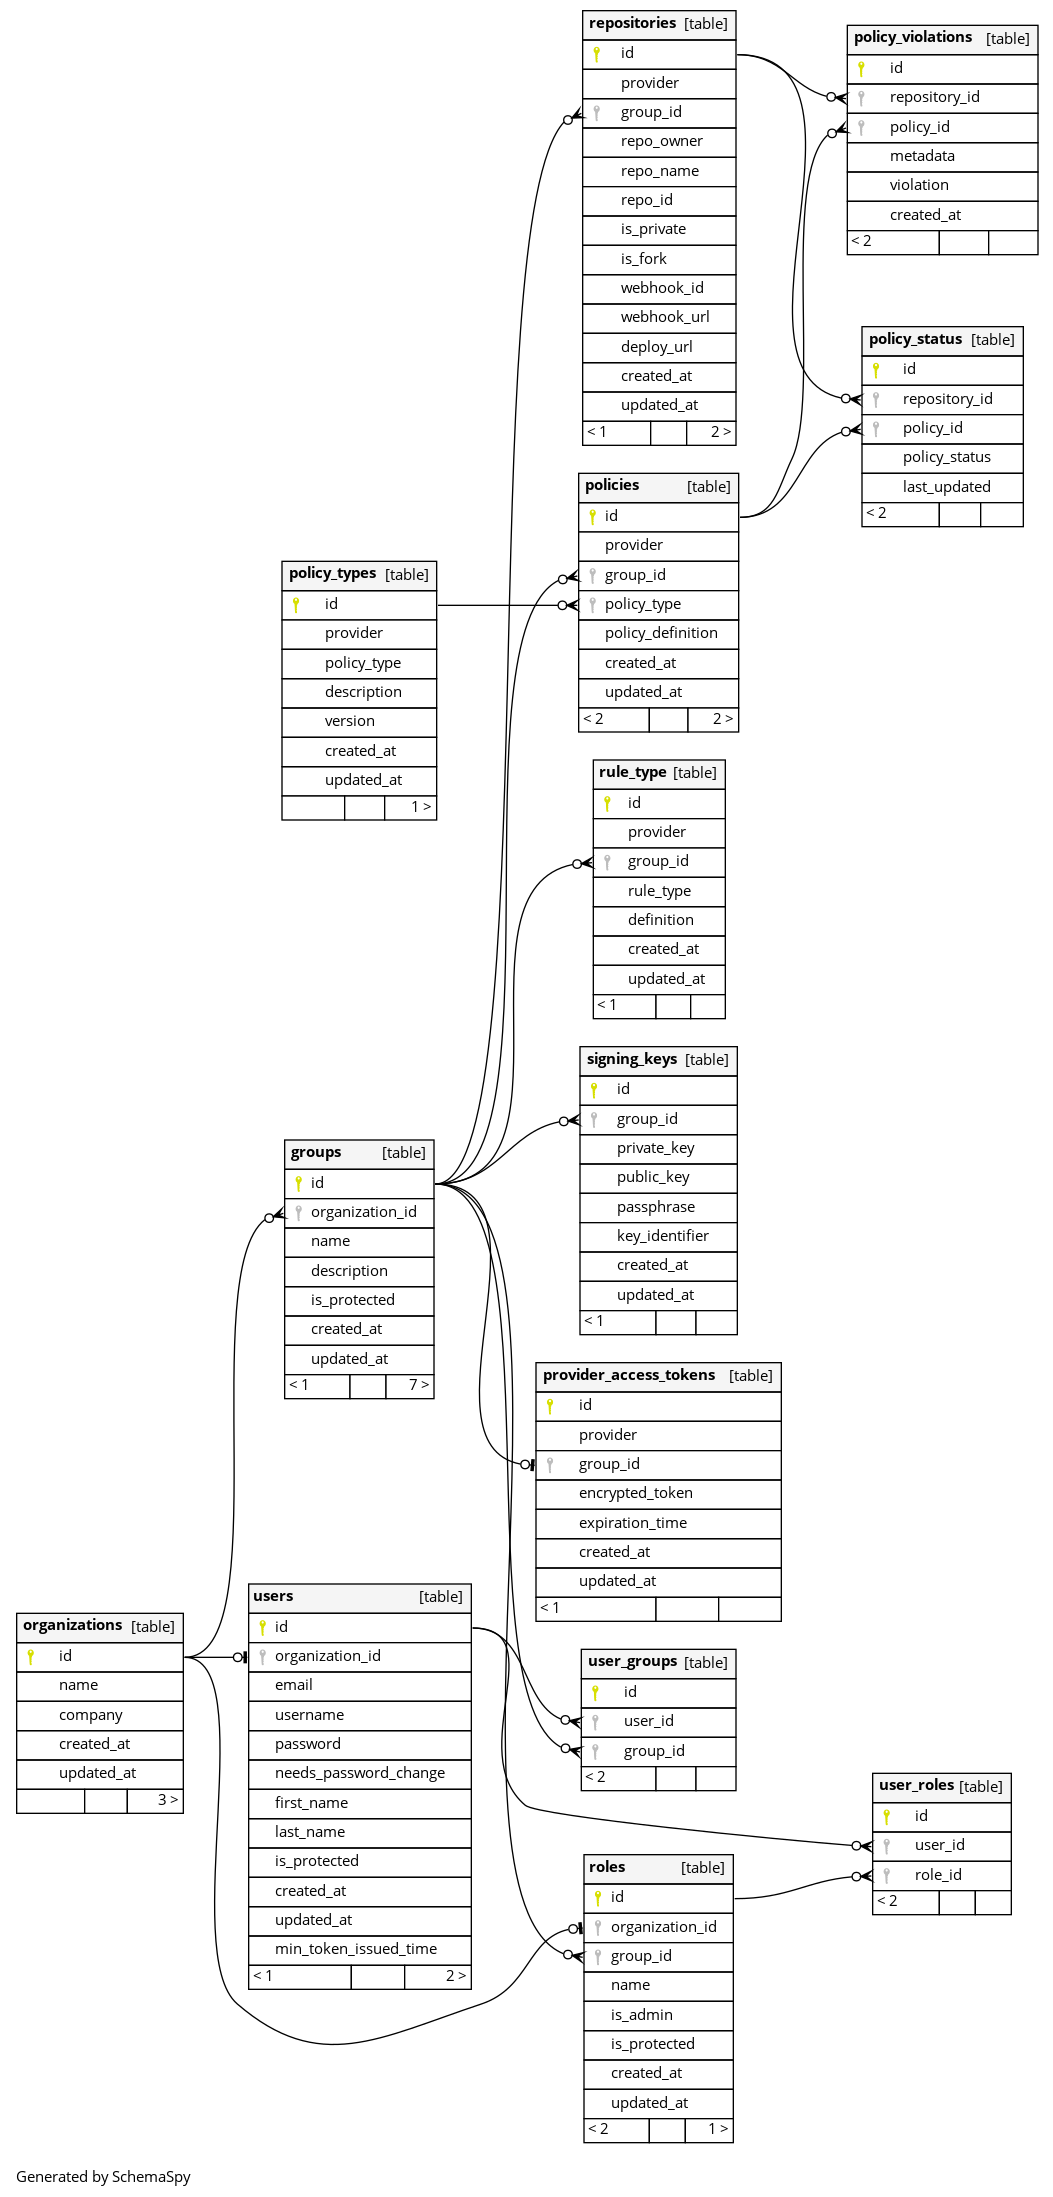 repositories [table]
id
provider
group_id
repo_owner
repo_name
repo_id
is_private
is_fork
webhook_id
webhook_url
deploy_url
created_at
updated_at
< 1 2 >
policy_violations [table]
id
repository_id
policy_id
metadata
violation
created_at
< 2
policy_status [table]
id
repository_id
policy_id
policy_status
last_updated
< 2
policies [table]
id
provider
group_id
policy_type
policy_definition
created_at
updated_at
< 2 2 >
policy_types [table]
id
provider
policy_type
description
version
created_at
updated_at
1 >
rule_type [table]
id
provider
group_id
rule_type
definition
created_at
updated_at
< 1
signing_keys [table]
id
group_id
private_key
public_key
passphrase
key_identifier
created_at
updated_at
< 1
groups [table]
id
organization_id
name
description
is_protected
created_at
updated_at
< 1 7 >
provider_access_tokens [table]
id
provider
group_id
encrypted_token
expiration_time
created_at
updated_at
< 1
organizations [table]
id
name
company
created_at
updated_at
3 >
users [table]
id
organization_id
email
username
password
needs_password_change
first_name
last_name
is_protected
created_at
updated_at
min_token_issued_time
< 1 2 >
user_groups [table]
id
user_id
group_id
< 2
user_roles [table]
id
user_id
role_id
< 2
roles [table]
id
organization_id
group_id
name
is_admin
is_protected
created_at
updated_at
< 2 1 >
Generated by SchemaSpy